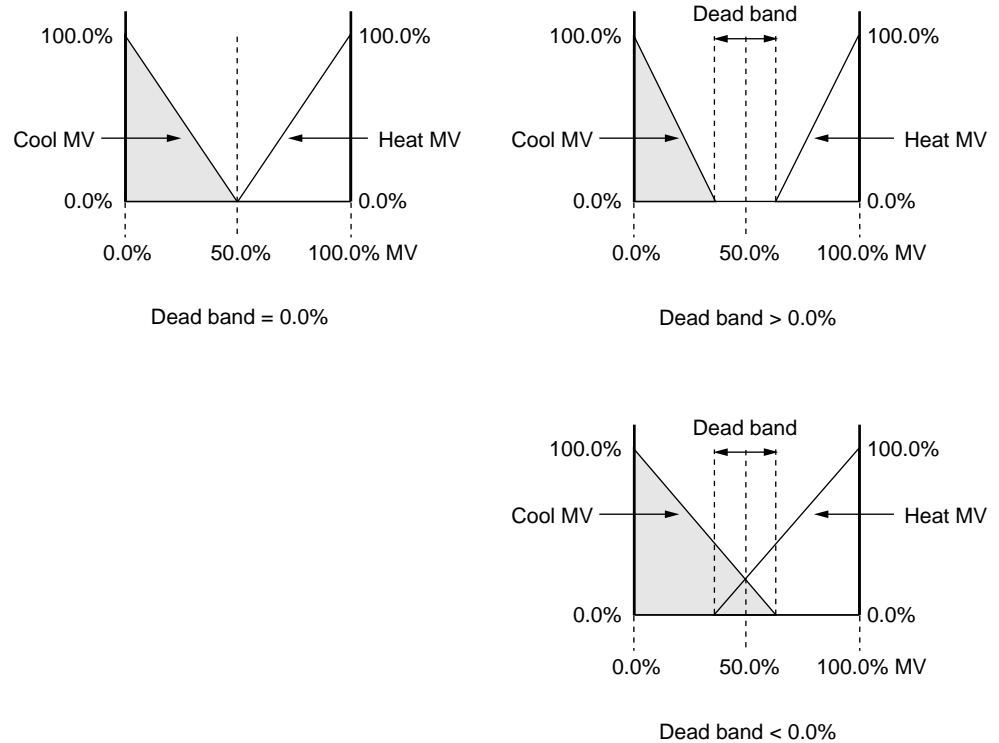 100.0%
100.0%
Cool MV
Heat MV
0.0%
0.0%
0.0%
50.0%
100.0% MV
Dead band = 0.0%
Dead band
100.0%
100.0%
Cool MV
Heat MV
0.0%
0.0%
0.0%
50.0%
100.0% MV
Dead band > 0.0%
Dead band
100.0%
100.0%
Cool MV
Heat MV
0.0%
0.0%
0.0%
50.0%
100.0% MV
Dead band < 0.0%